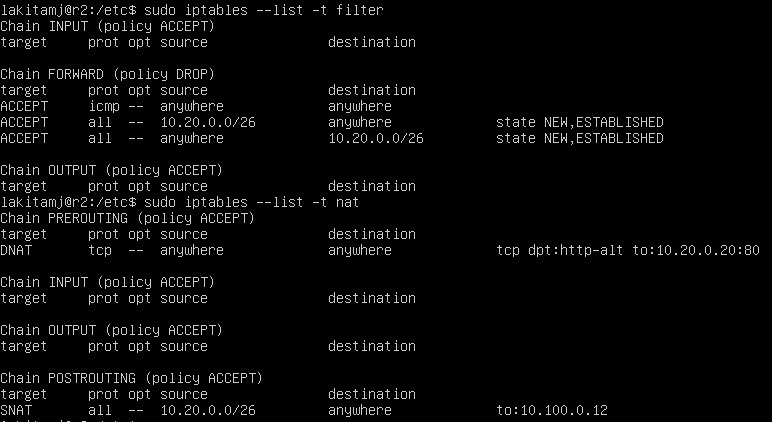 lakitamj@r2:/etc$ sudo iptables --list -t filter
Chain INPUT (policy ACCEPT)
target     prot opt source               destination
Chain FORWARD (policy DROP)
target     prot opt source               destination
ACCEPT     icmp --  anywhere             anywhere
ACCEPT     all  --  10.20.0.0/26         anywhere             state NEW,ESTABLISHED
ACCEPT     all  --  anywhere             10.20.0.0/26         state NEW,ESTABLISHED
Chain OUTPUT (policy ACCEPT)
target     prot opt source               destination
lakitamj@r2:/etc$ sudo iptables --list -t nat
Chain PREROUTING (policy ACCEPT)
target     prot opt source               destination
DNAT       tcp  --  anywhere             anywhere             tcp dpt:http-alt to:10.20.0.20:80
Chain INPUT (policy ACCEPT)
target     prot opt source               destination
Chain OUTPUT (policy ACCEPT)
target     prot opt source               destination
Chain POSTROUTING (policy ACCEPT)
target     prot opt source               destination
SNAT       all  --  10.20.0.0/26         anywhere             to:10.100.0.12